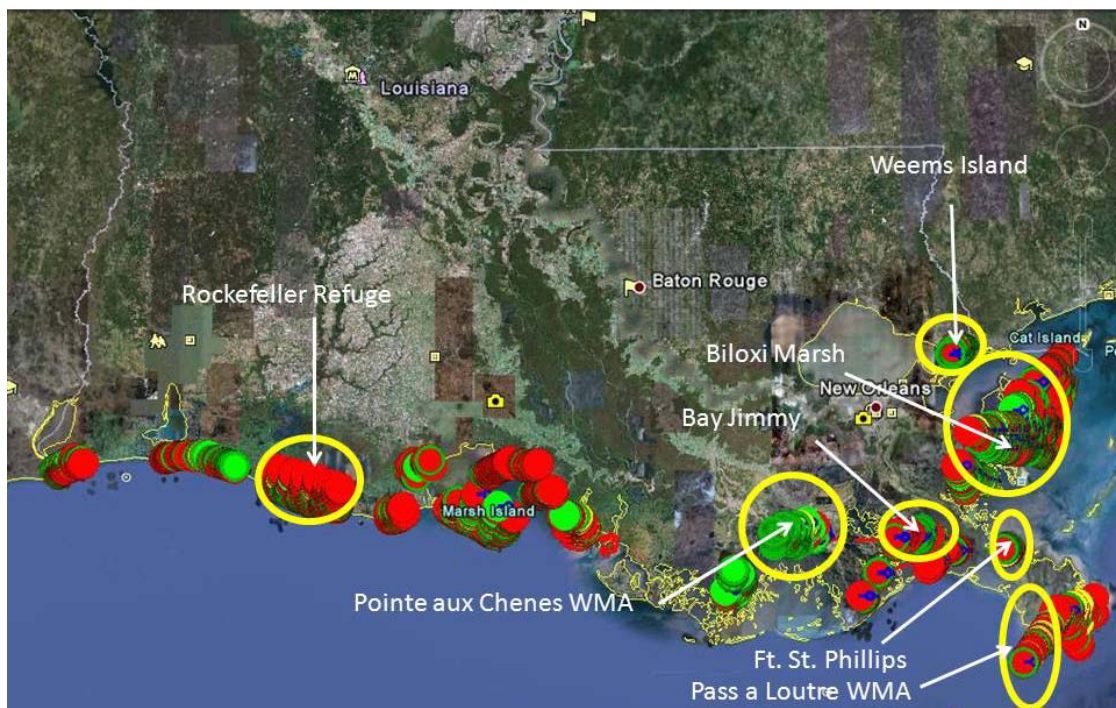 N
Louisiana
Weems Island
Baton Rouge
Rockefeller Refuge
Cat Island
Biloxi Marsh
New Orleans
Bay Jimmy
Marsh Island
Pointe aux Chenes WMA
Ft. St. Phillips
Pass a Loutre WMA